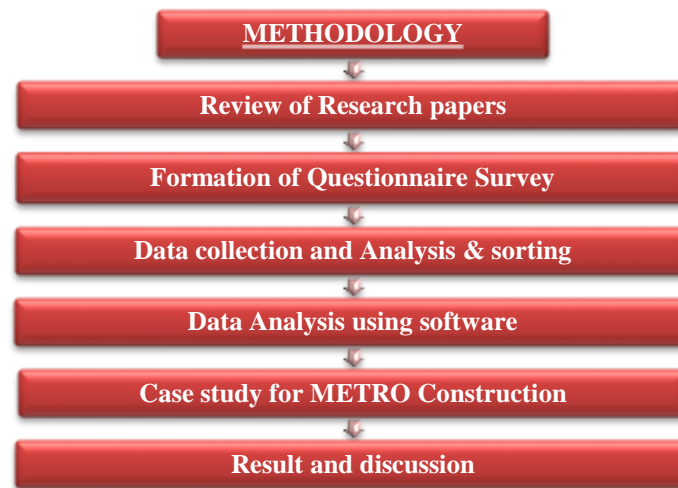 METHODOLOGY
Review of Research papers
Formation of Questionnaire Survey
Data collection and Analysis & sorting
Data Analysis using software
Case study for METRO Construction
Result and discussion